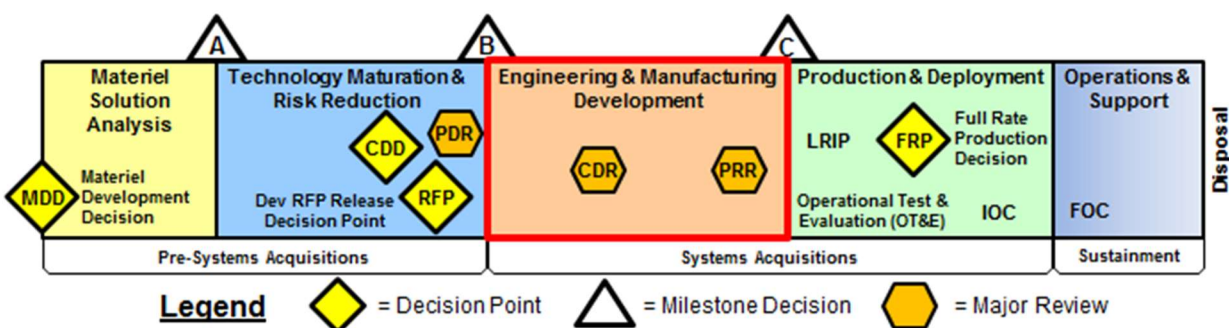 A
B
C
Materiel
Solution
Analysis
MDD
Materiel
Development
Decision
Technology Maturation &
Risk Reduction
CDD
PDR
Dev RFP Release
Decision Point
RFP
Engineering & Manufacturing
Development
CDR
PRR
Production & Deployment
LRIP
FRP
Full Rate
Production
Decision
Operational Test &
Evaluation (OT&E)
IOC
Operations &
Support
FOC
Disposal
Pre-Systems Acquisitions
Systems Acquisitions
Sustainment
Legend
= Decision Point
= Milestone Decision
= Major Review